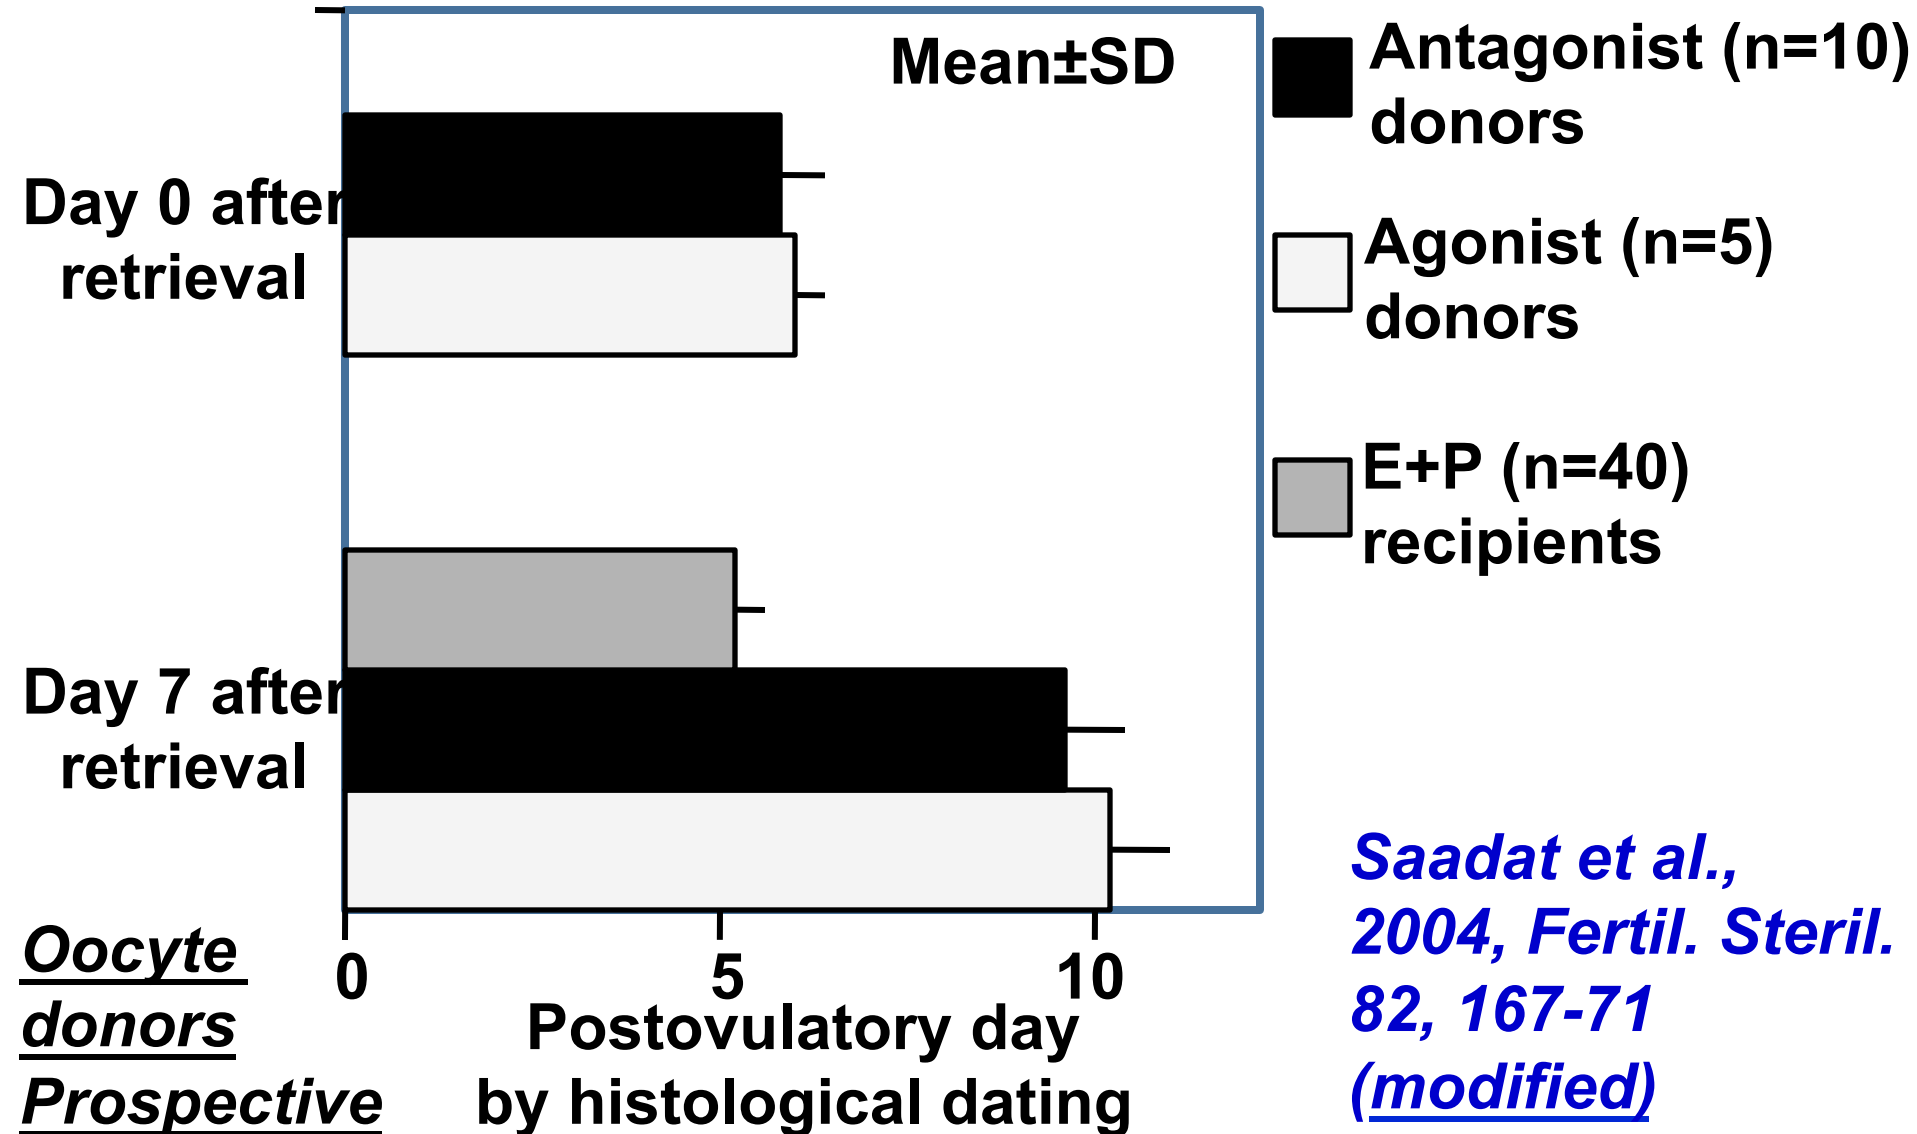 Mean±SD
Antagonist (n=10)
donors
Agonist (n=5)
donors
E+P (n=40)
recipients
Day 0 after
retrieval
Day 7 after
retrieval
0 5 10
Postovulatory day
by histological dating
Oocyte
donors
Prospective
Saadat et al.,
2004, Fertil. Steril.
82, 167-71
(modified)